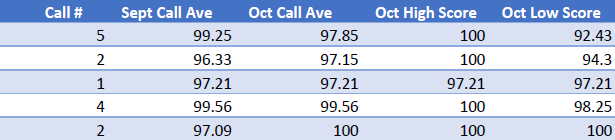 Call # Sept Call Ave Oct Call Ave Oct High Score Oct Low Score
5 99.25 97.85 100 92.43
2 96.33 97.15 100 94.3
1 97.21 97.21 97.21 97.21
4 99.56 99.56 100 98.25
2 97.09 100 100 100